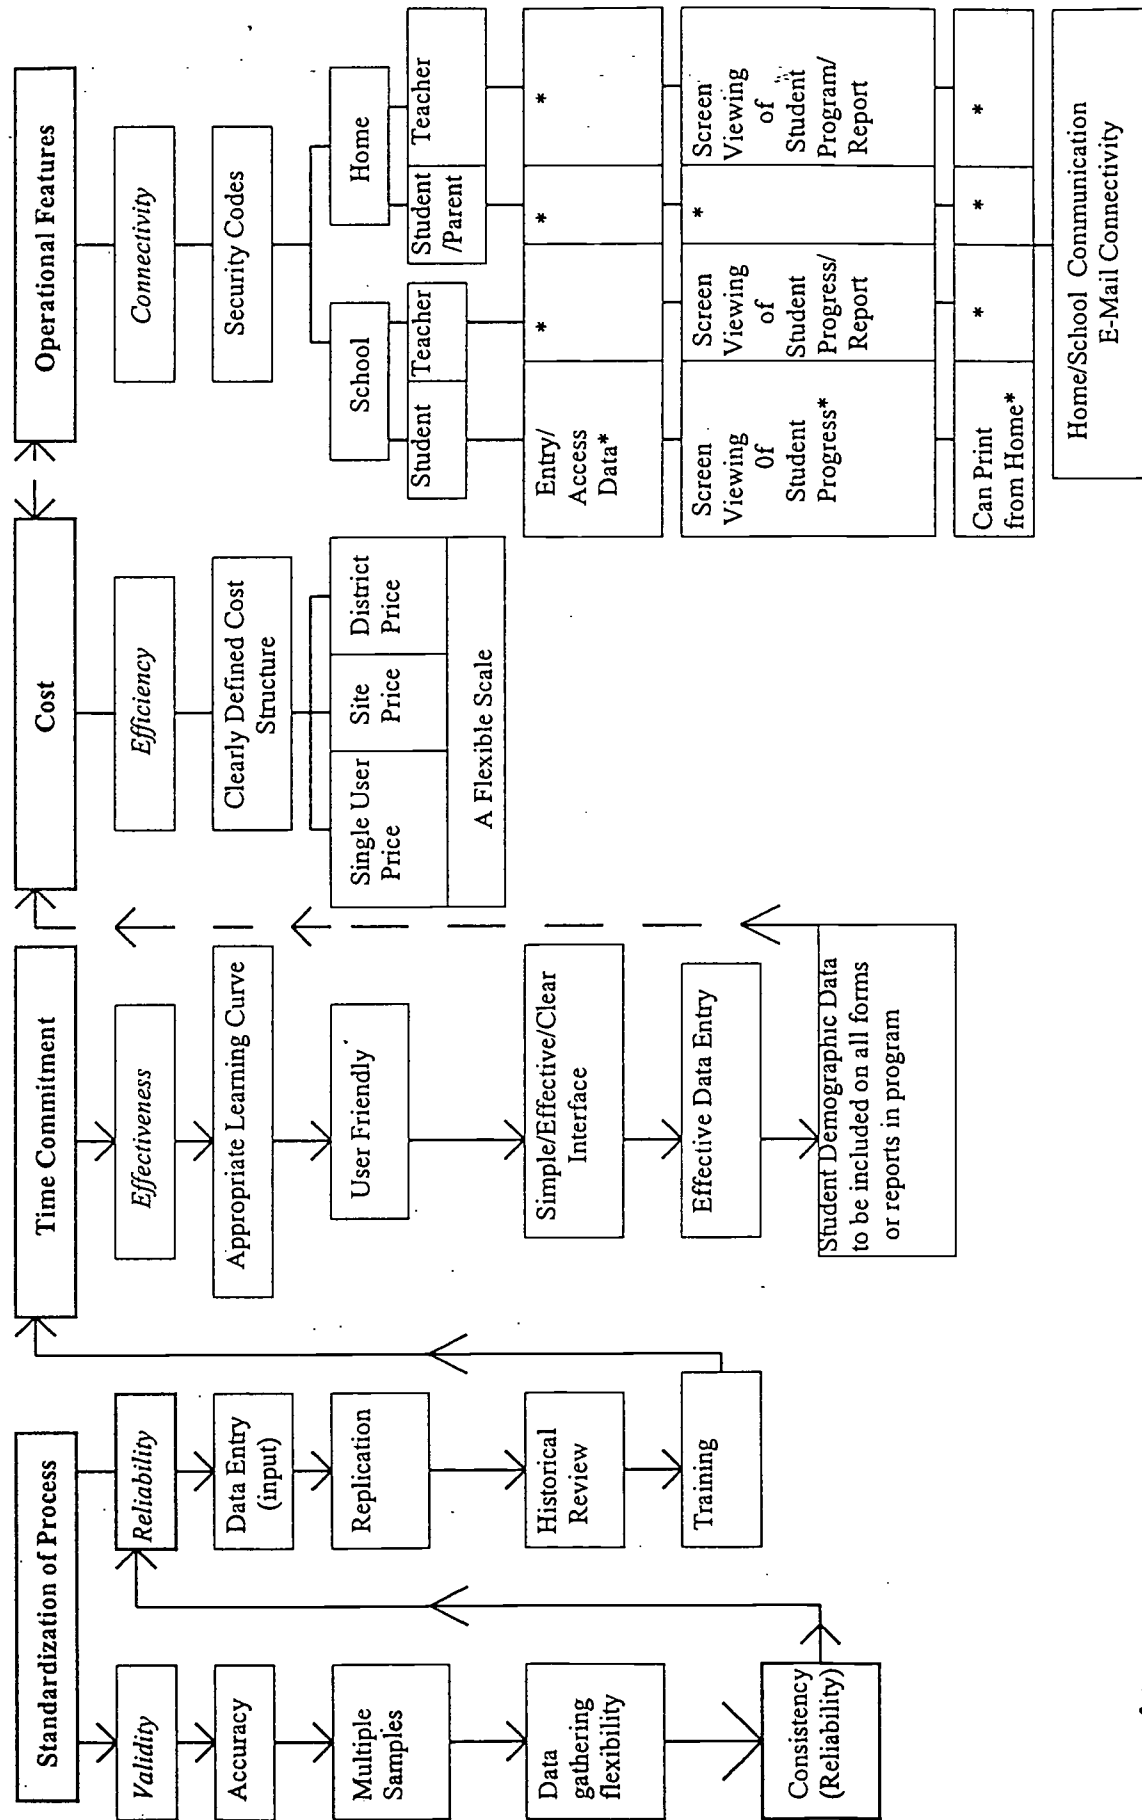 Standardization of Process
Validity
Accuracy
Multiple
Samples
Data
gathering
flexibility
Consistency
(Reliability)
Reliability
Data Entry
(input)
Replication
Historical
Review
Training
Time Commitment
Effectiveness
Appropriate Learning Curve
User Friendly
Simple/Effective/Clear
Interface
Effective Data Entry
Student Demographic Data
to be included on all forms
or reports in program
Cost
Efficiency
Clearly Defined Cost
Structure
Single User
Price
Site
Price
District
Price
A Flexible Scale
Operational Features
Connectivity
Security Codes
School
Home
Student
Teacher
Student
/Parent
Teacher
Entry/
Access
Data*
*
*
*
Screen
Viewing
0f
Student
Progress*
Screen
Viewing
of
Student
Progress/
Report
*
Screen
Viewing
of
Student
Program/
Report
Can Print
from Home*
*
*
*
Home/School Communication
E-Mail Connectivity